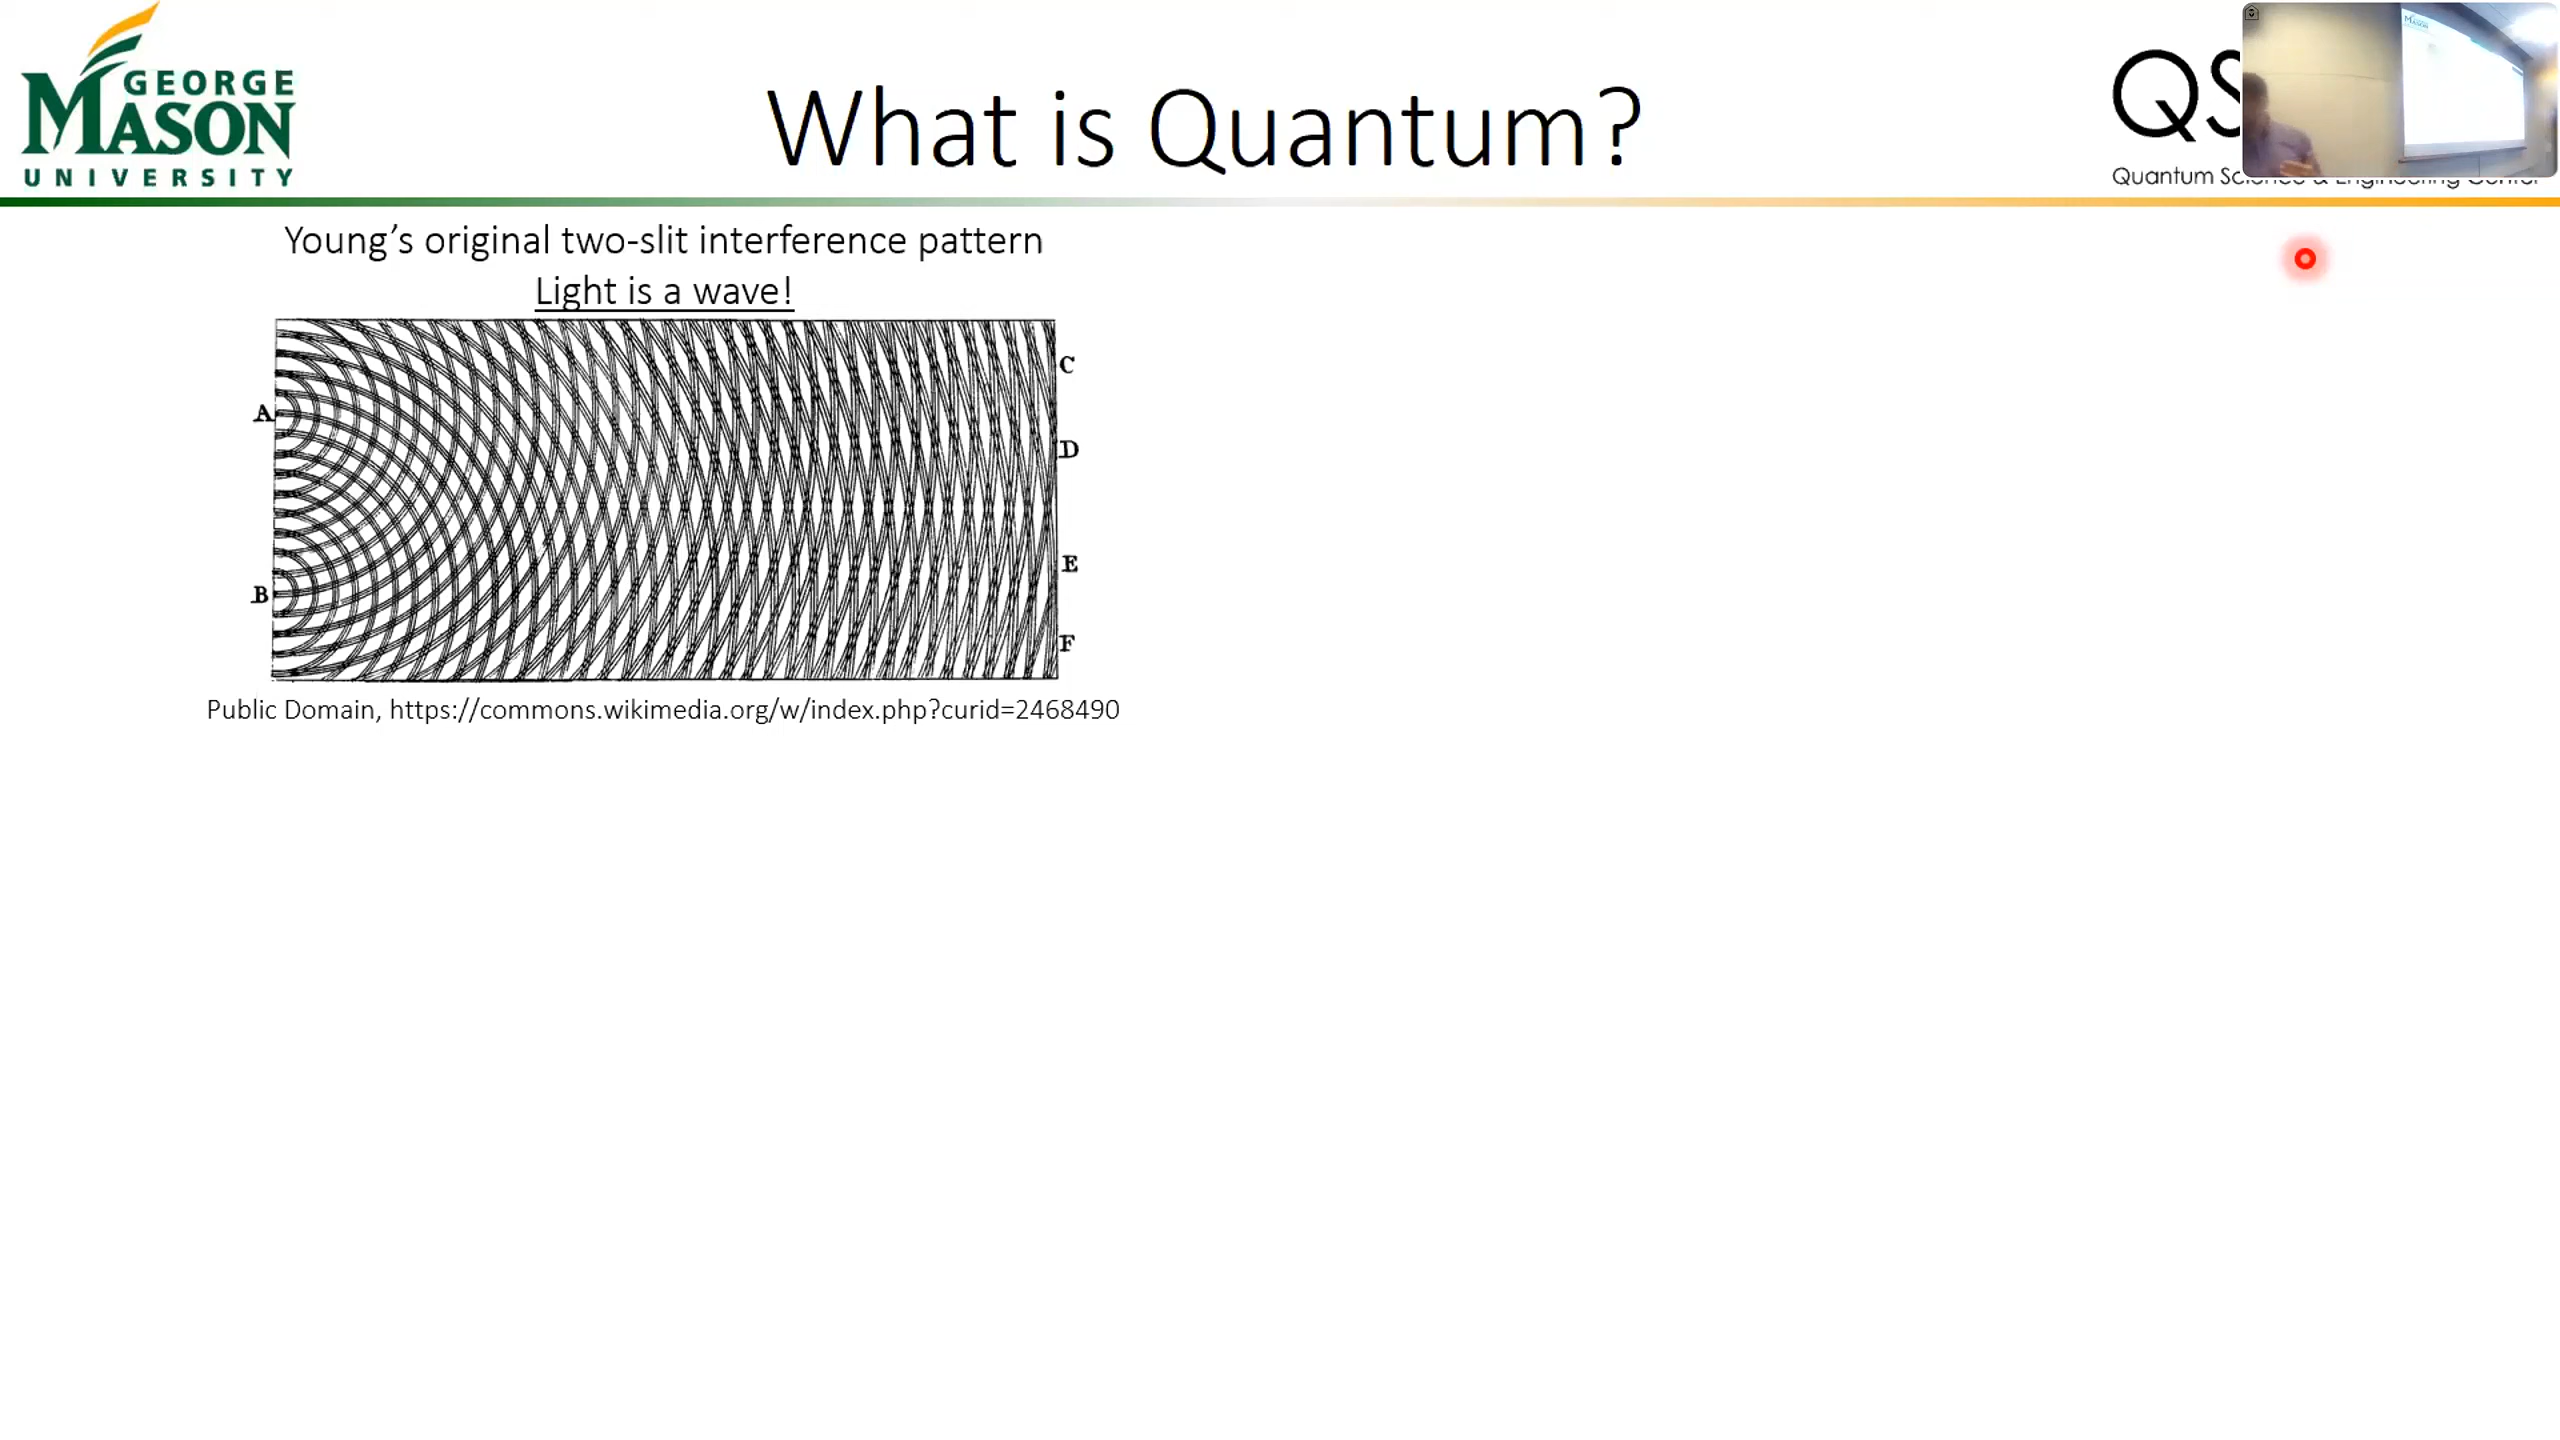 GEORGE
MASON
UNIVERSITY
What is Quantum?
QS
Quantum
Young’s original two-slit interference pattern
Light is a wave!
A
B
C
D
E
F
Public Domain, https://commons.wikimedia.org/w/index.php?curid=2468490